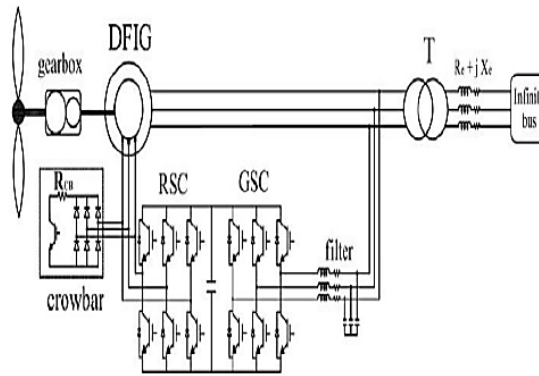 DFIG
T
gearbox
Re + j Xe
Infinit
bus
RCB
RSC
GSC
filter
crowbar